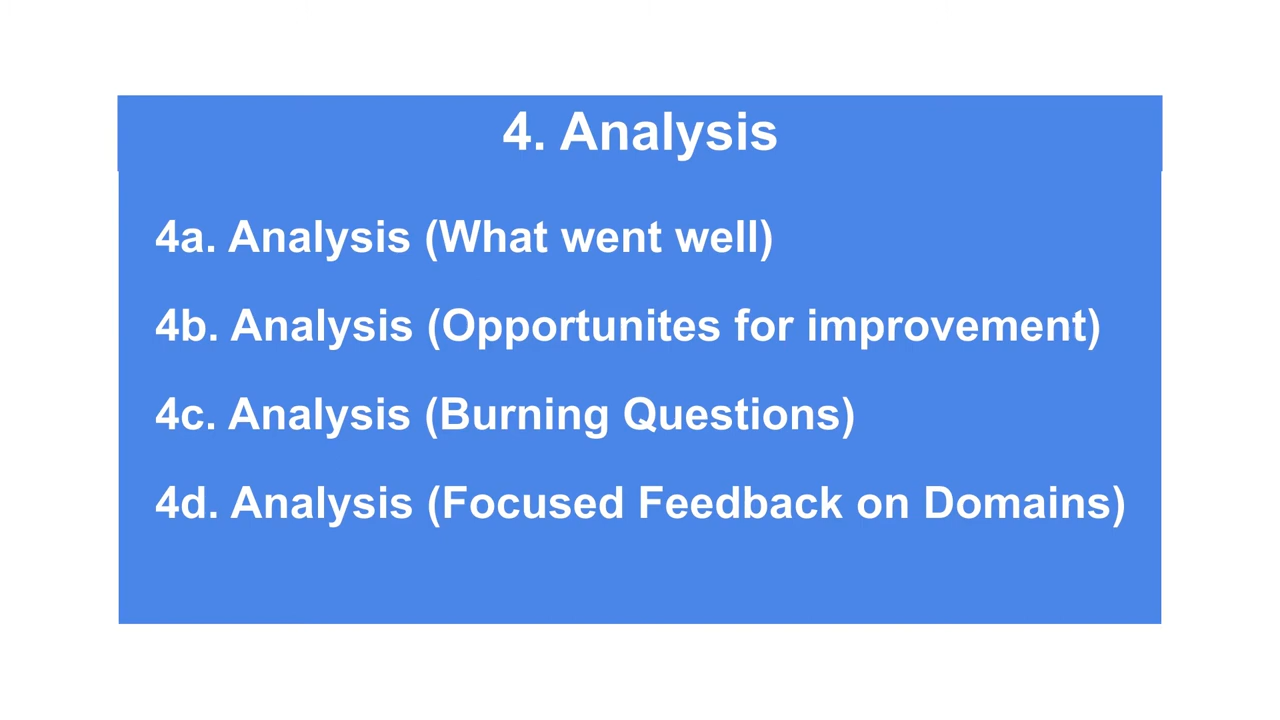 4. Analysis
4a. Analysis (What went well)
4b. Analysis (Opportunites for improvement)
4c. Analysis (Burning Questions)
4d. Analysis (Focused Feedback on Domains)